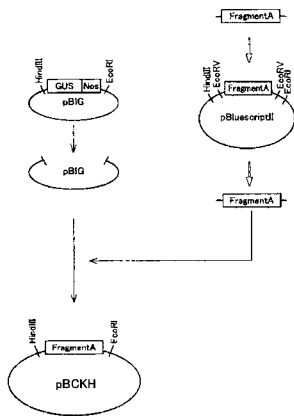 FragmentA
HindIII
GUS
Nos
EcoRI
pBIG
HindIII
EcoRV
FragmentA
EcoRV
EcoRI
pBluescriptII
pBIG
FragmentA
HindIII
FragmentA
EcoRI
pBCKH